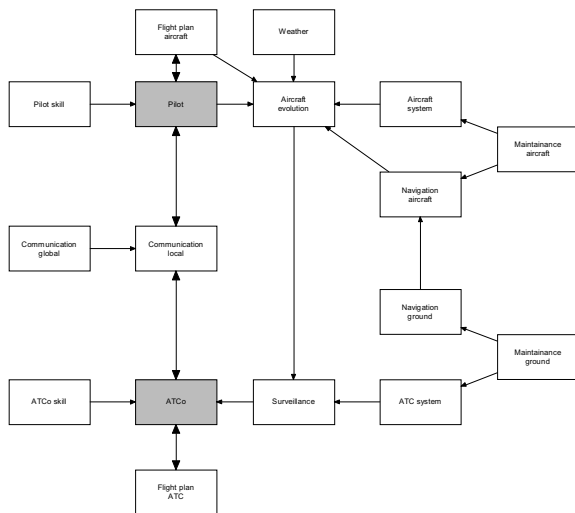 Flight plan
aircraft
Weather
Pilot skill
Pilot
Aircraft
evolution
Aircraft
system
Maintainance
aircraft
Navigation
aircraft
Communication
global
Communication
local
Navigation
ground
Maintainance
ground
ATCo skill
ATCo
Surveillance
ATC system
Flight plan
ATC